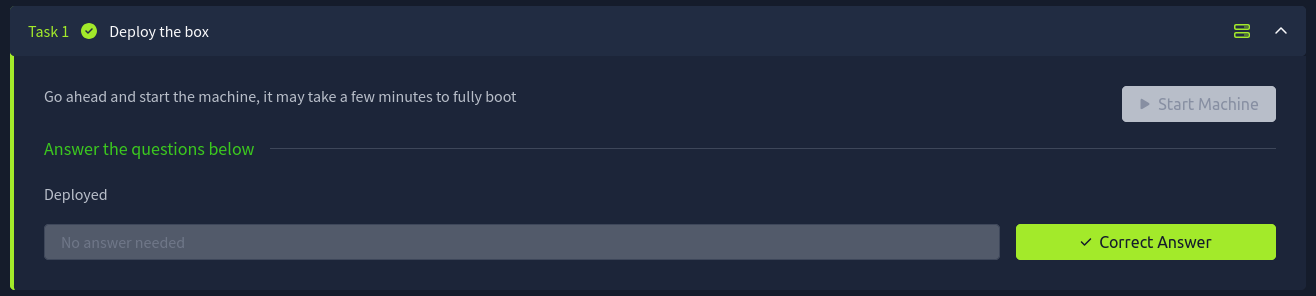 Task 1 Deploy the box
Go ahead and start the machine, it may take a few minutes to fully boot
Start Machine
Answer the questions below
Deployed
No answer needed
Correct Answer